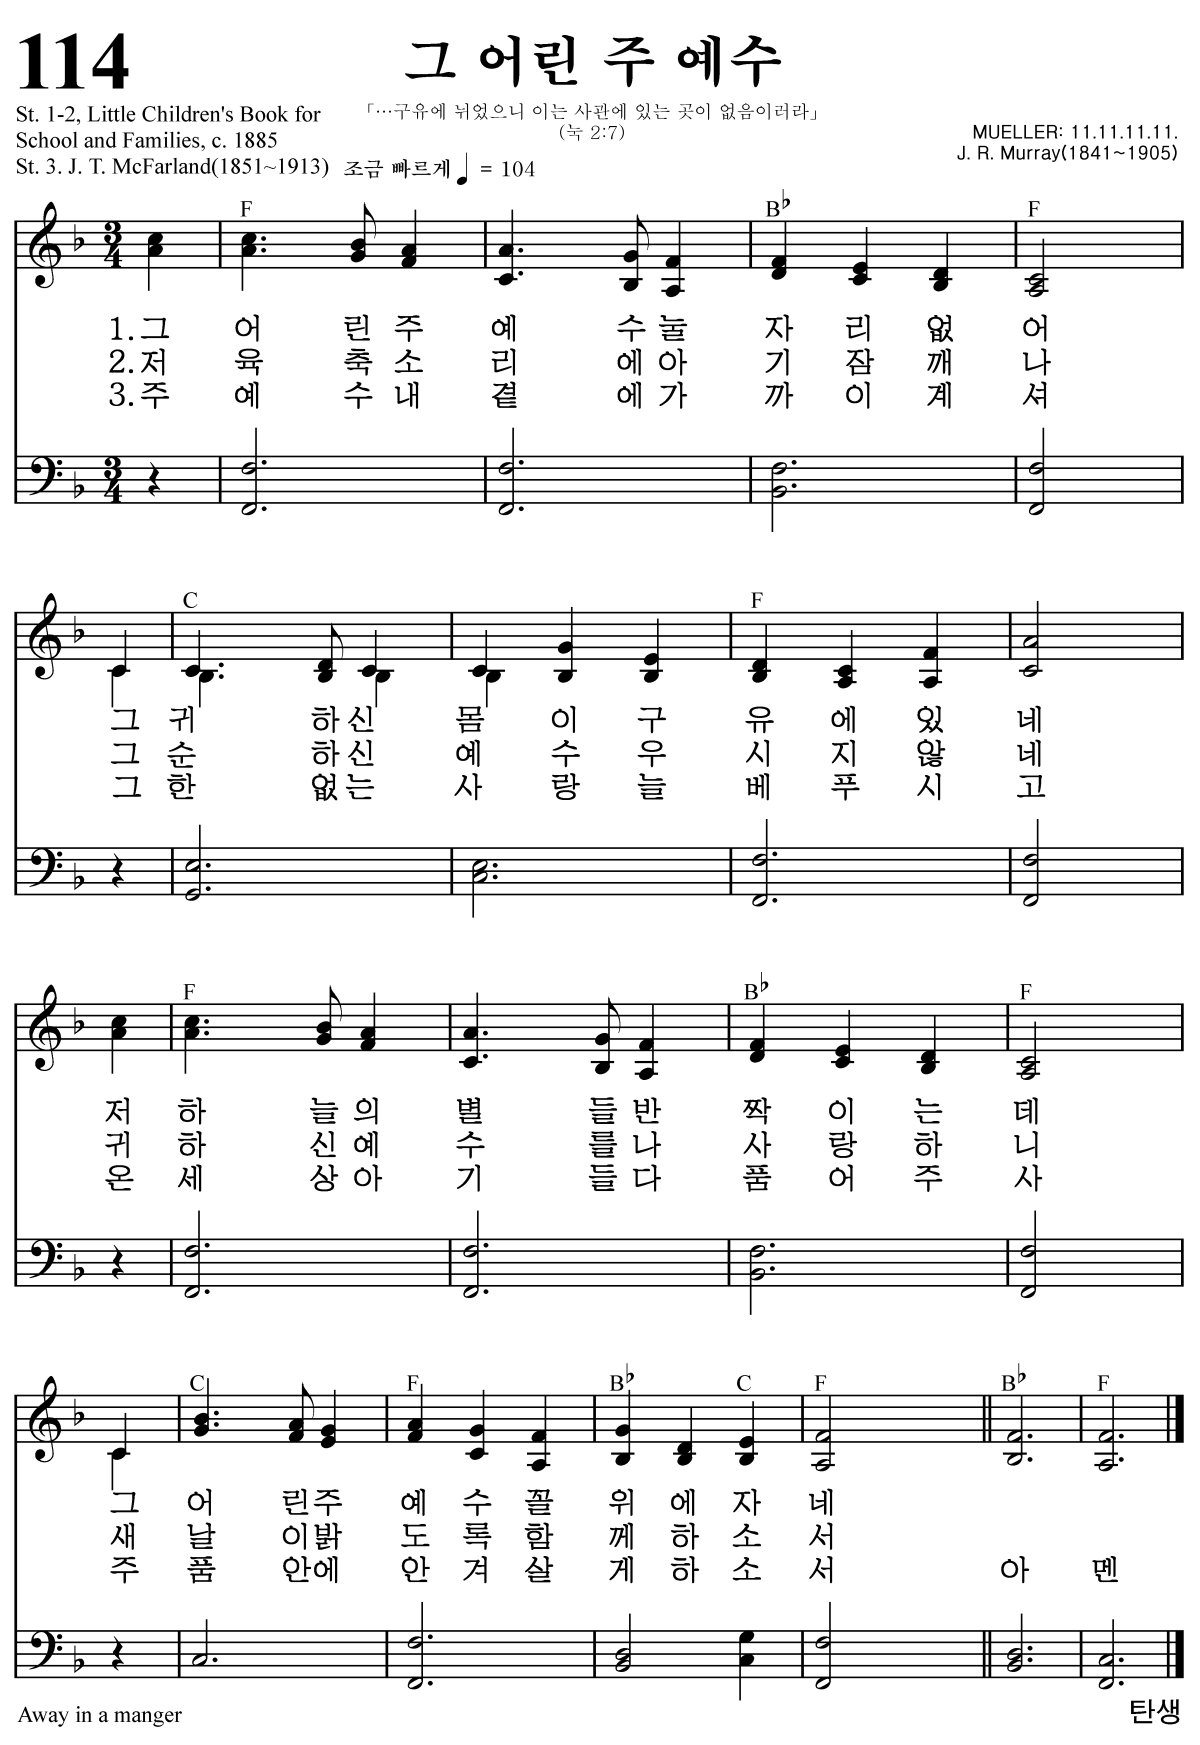 114
그 어린 주 예수
St. 1-2, Little Children's Book for
School and Families, c. 1885
St. 3. J. T. McFarland(1851~1913)
「…구유에 뉘었으니 이는 사관에 있는 곳이 없음이러라」
(눅 2:7)
조금 빠르게 ♩ = 104
MUELLER: 11.11.11.11.
J. R. Murray(1841~1905)
F B♭ F
3/4
1. 그 어 린 주 예 수 눌 자 리 없 어
2. 저 육 축 소 리 에 아 기 잠 깨 나
3. 주 예 수 내 곁 에 가 까 이 계 셔
3/4
C F
그 귀 하 신 몸 이 구 유 에 있 네
그 순 하 신 예 수 우 시 지 않 네
그 한 없 는 사 랑 늘 베 푸 시 고
F B♭ F
저 하 늘 의 별 들 반 짝 이 는 데
귀 하 신 예 수 를 나 사 랑 하 니
온 세 상 아 기 들 다 품 어 주 사
C F B♭ C F B♭ F
그 어 린 주 예 수 꼴 위 에 자 네
새 날 이 밝 도 록 함 께 하 소 서
주 품 안 에 안 겨 살 게 하 소 서 아 멘
Away in a manger
탄생